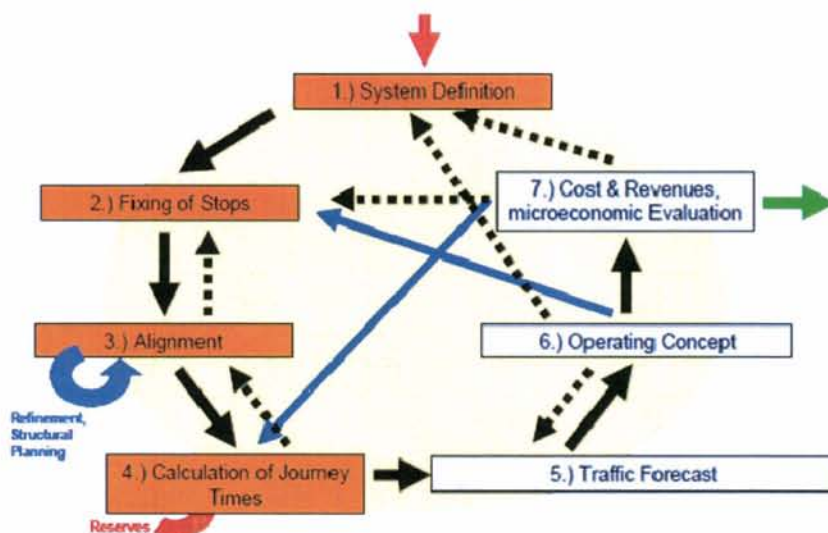 1.) System Definition
2.) Fixing of Stops
7.) Cost & Revenues,
microeconomic Evaluation
3.) Alignment
6.) Operating Concept
Refinement,
Structural
Planning
4.) Calculation of Journey
Times
5.) Traffic Forecast
Reserves